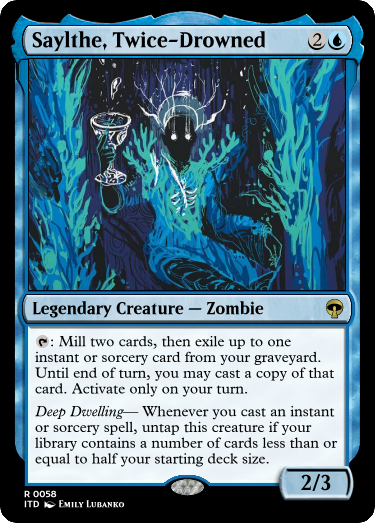 Saylthe, Twice-Drowned 2
Legendary Creature — Zombie
: Mill two cards, then exile up to one
instant or sorcery card from your graveyard.
Until end of turn, you may cast a copy of that
card. Activate only on your turn.
Deep Dwelling— Whenever you cast an instant
or sorcery spell, untap this creature if your
library contains a number of cards less than or
equal to half your starting deck size.
2/3
R 0058
ITD Emily Lubanko